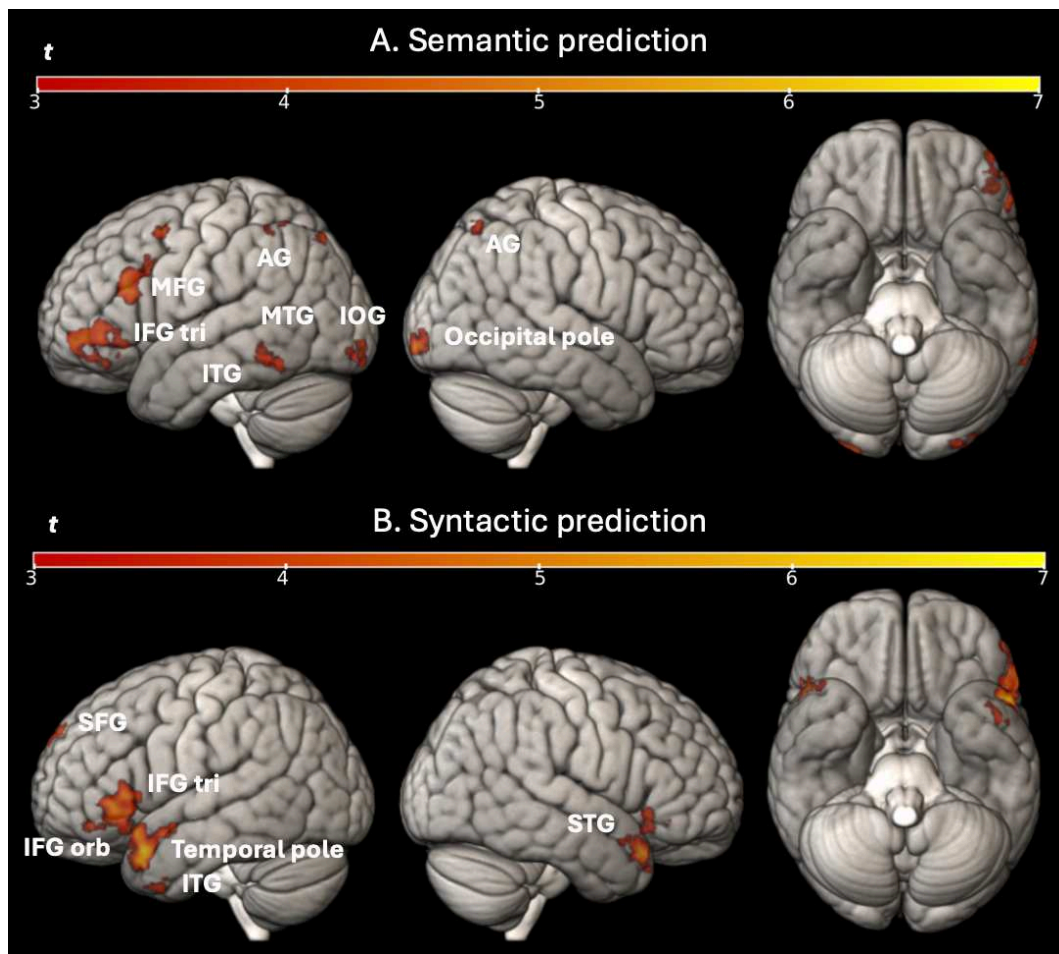 A. Semantic prediction
t
3 4 5 6 7
AG
AG
MFG
MTG IOG
IFG tri
Occipital pole
ITG
B. Syntactic prediction
t
3 4 5 6 7
SFG
IFG tri
STG
IFG orb
Temporal pole
ITG